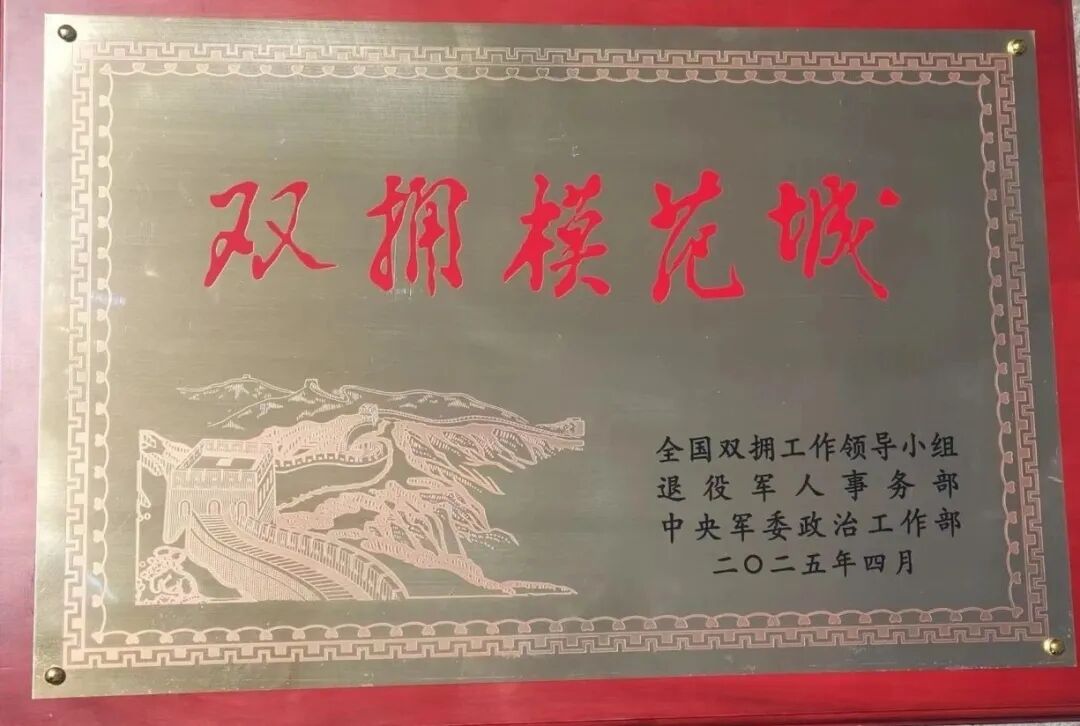 双拥模范城
全国双拥工作领导小组
退役军人事务部
中央军委政治工作部
二〇二五年四月